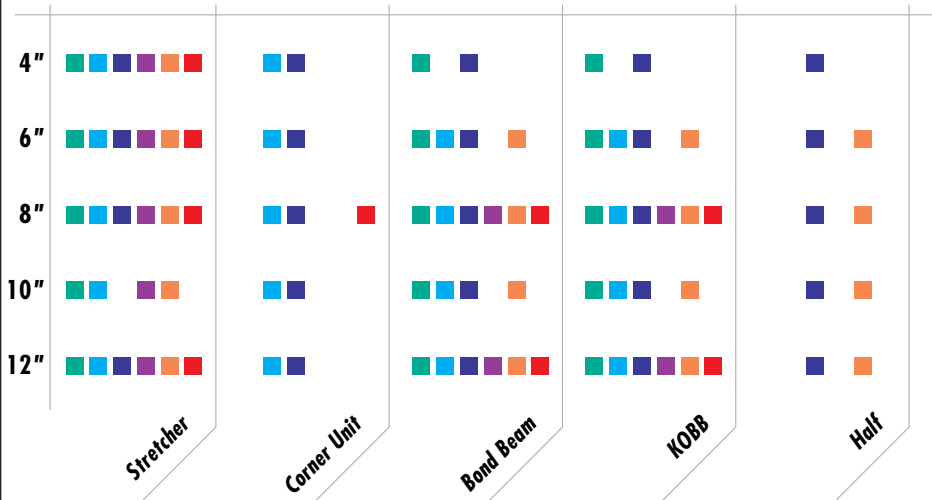 4"
6"
8"
10"
12"
Stretcher
Corner Unit
Bond Beam
KOBB
Half